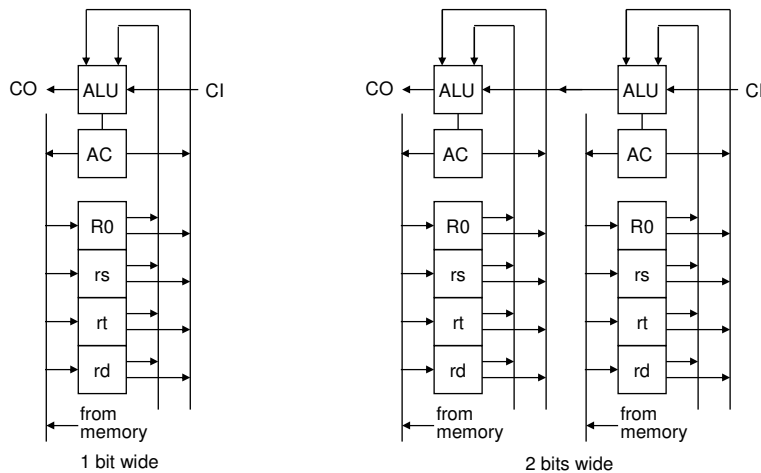 CO
ALU
CI
AC
R0
rs
rt
rd
from
memory
1 bit wide
CO
ALU
ALU
CI
AC
AC
R0
R0
rs
rs
rt
rt
rd
rd
from
memory
from
memory
2 bits wide